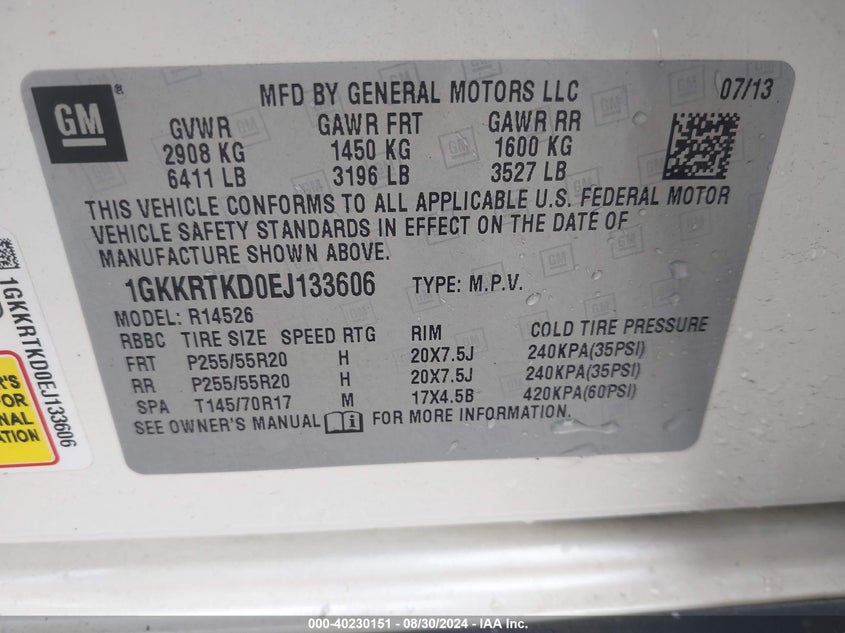 GM
MFD BY GENERAL MOTORS LLC
07/13
GVWR GAWR FRT GAWR RR
2908 KG 1450 KG 1600 KG
6411 LB 3196 LB 3527 LB
THIS VEHICLE CONFORMS TO ALL APPLICABLE U.S. FEDERAL MOTOR
VEHICLE SAFETY STANDARDS IN EFFECT ON THE DATE OF
MANUFACTURE SHOWN ABOVE.
1GKKRTKD0EJ133606 TYPE: M.P.V.
MODEL: R14526
RBBC TIRE SIZE SPEED RTG RIM COLD TIRE PRESSURE
FRT P255/55R20 H 20X7.5J 240KPA(35PSI)
RR P255/55R20 H 20X7.5J 240KPA(35PSI)
SPA T145/70R17 M 17X4.5B 420KPA(60PSI)
SEE OWNER'S MANUAL FOR MORE INFORMATION.
1GKKRTKD0EJ133606
000-40230151 - 08/30/2024 - IAA Inc.